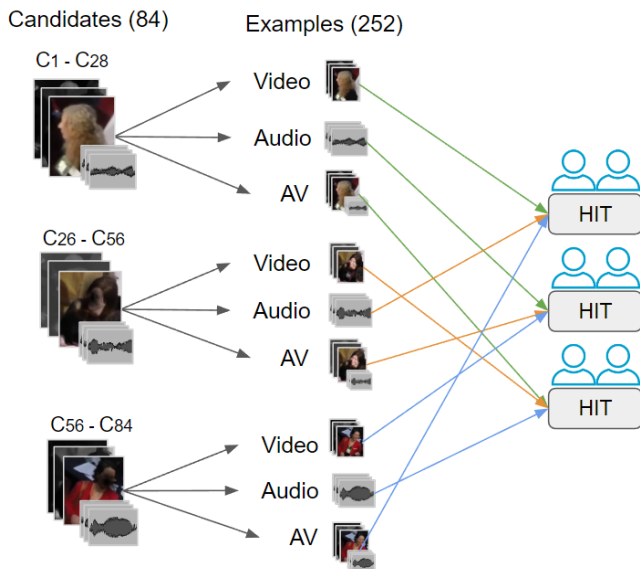 Candidates (84)
Examples (252)
C1 - C28
Video
Audio
AV
HIT
C26 - C56
Video
Audio
AV
HIT
HIT
C56 - C84
Video
Audio
AV